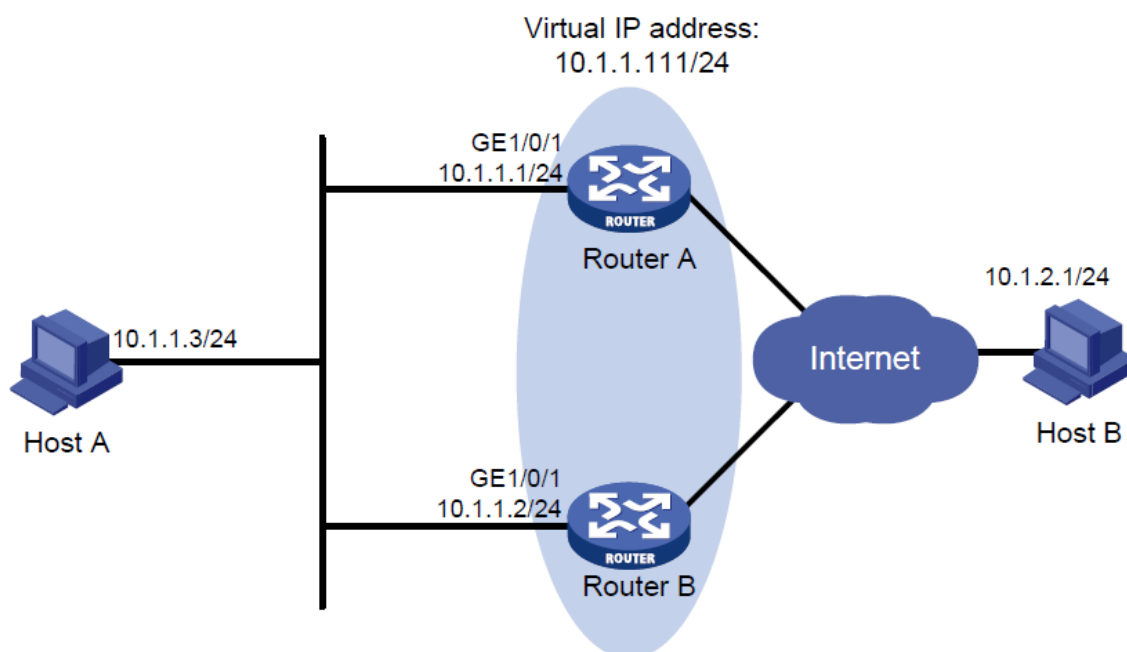 Virtual IP address:
10.1.1.111/24
GE1/0/1
10.1.1.1/24
ROUTER
Router A
10.1.2.1/24
10.1.1.3/24
Internet
Host A
Host B
GE1/0/1
10.1.1.2/24
ROUTER
Router B